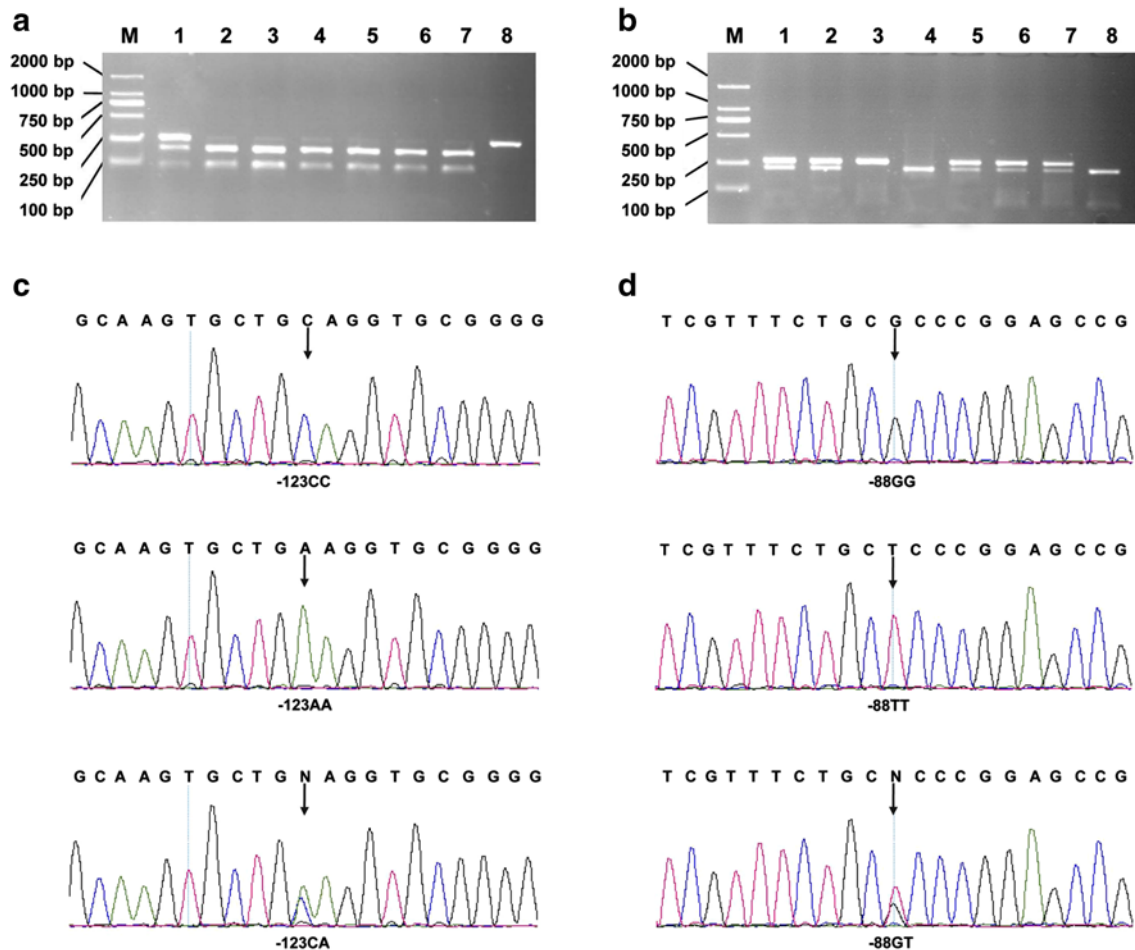 a
M 1 2 3 4 5 6 7 8
2000 bp
1000 bp
750 bp
500 bp
250 bp
100 bp
b
M 1 2 3 4 5 6 7 8
2000 bp
1000 bp
750 bp
500 bp
250 bp
100 bp
c
G C A A G T G C T G C A G G T G C G G G G
-123CC
G C A A G T G C T G A A G G T G C G G G G
-123AA
G C A A G T G C T G N A G G T G C G G G G
-123CA
d
T C G T T T C T G C G C C C G G A G C C G
-88GG
T C G T T T C T G C T C C C G G A G C C G
-88TT
T C G T T T C T G C N C C C G G A G C C G
-88GT